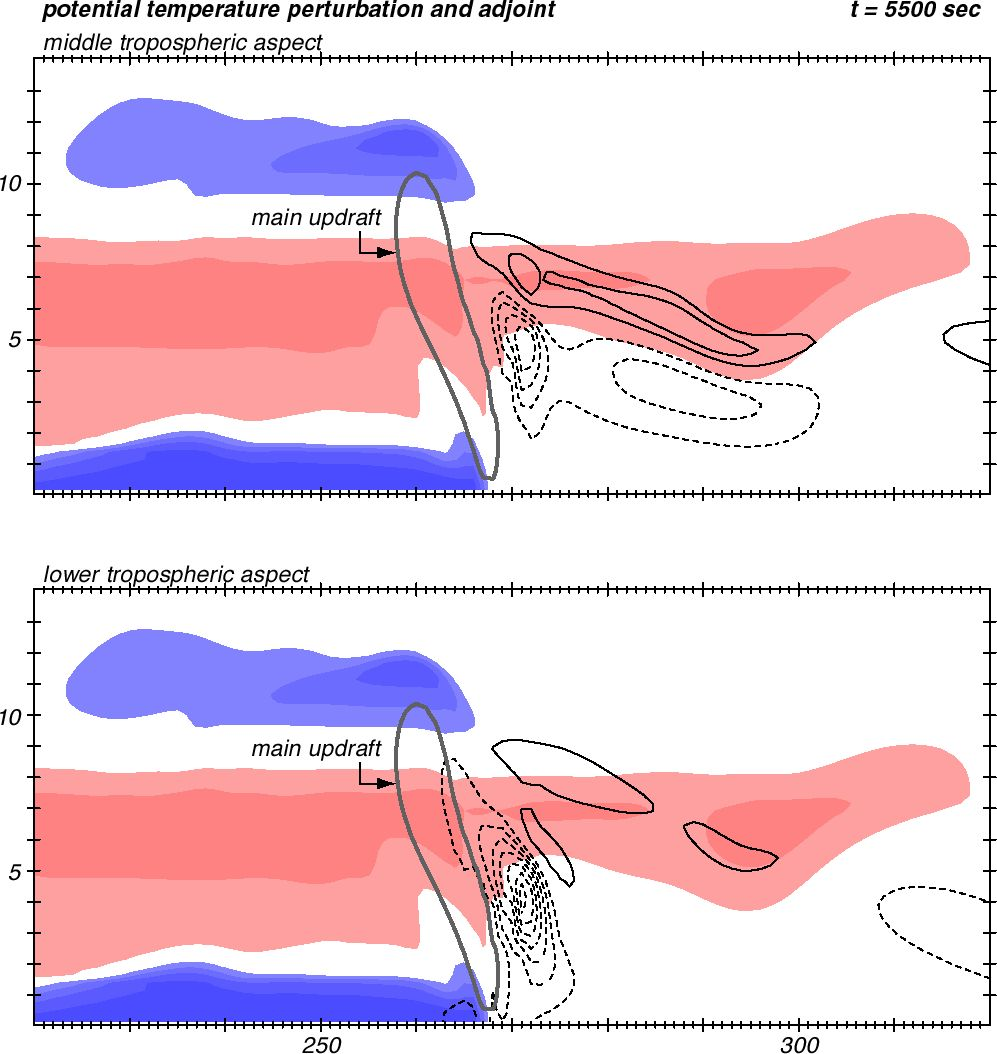 potential temperature perturbation and adjoint t = 5500 sec
middle tropospheric aspect
10
main updraft
5
lower tropospheric aspect
10
main updraft
5
250 300